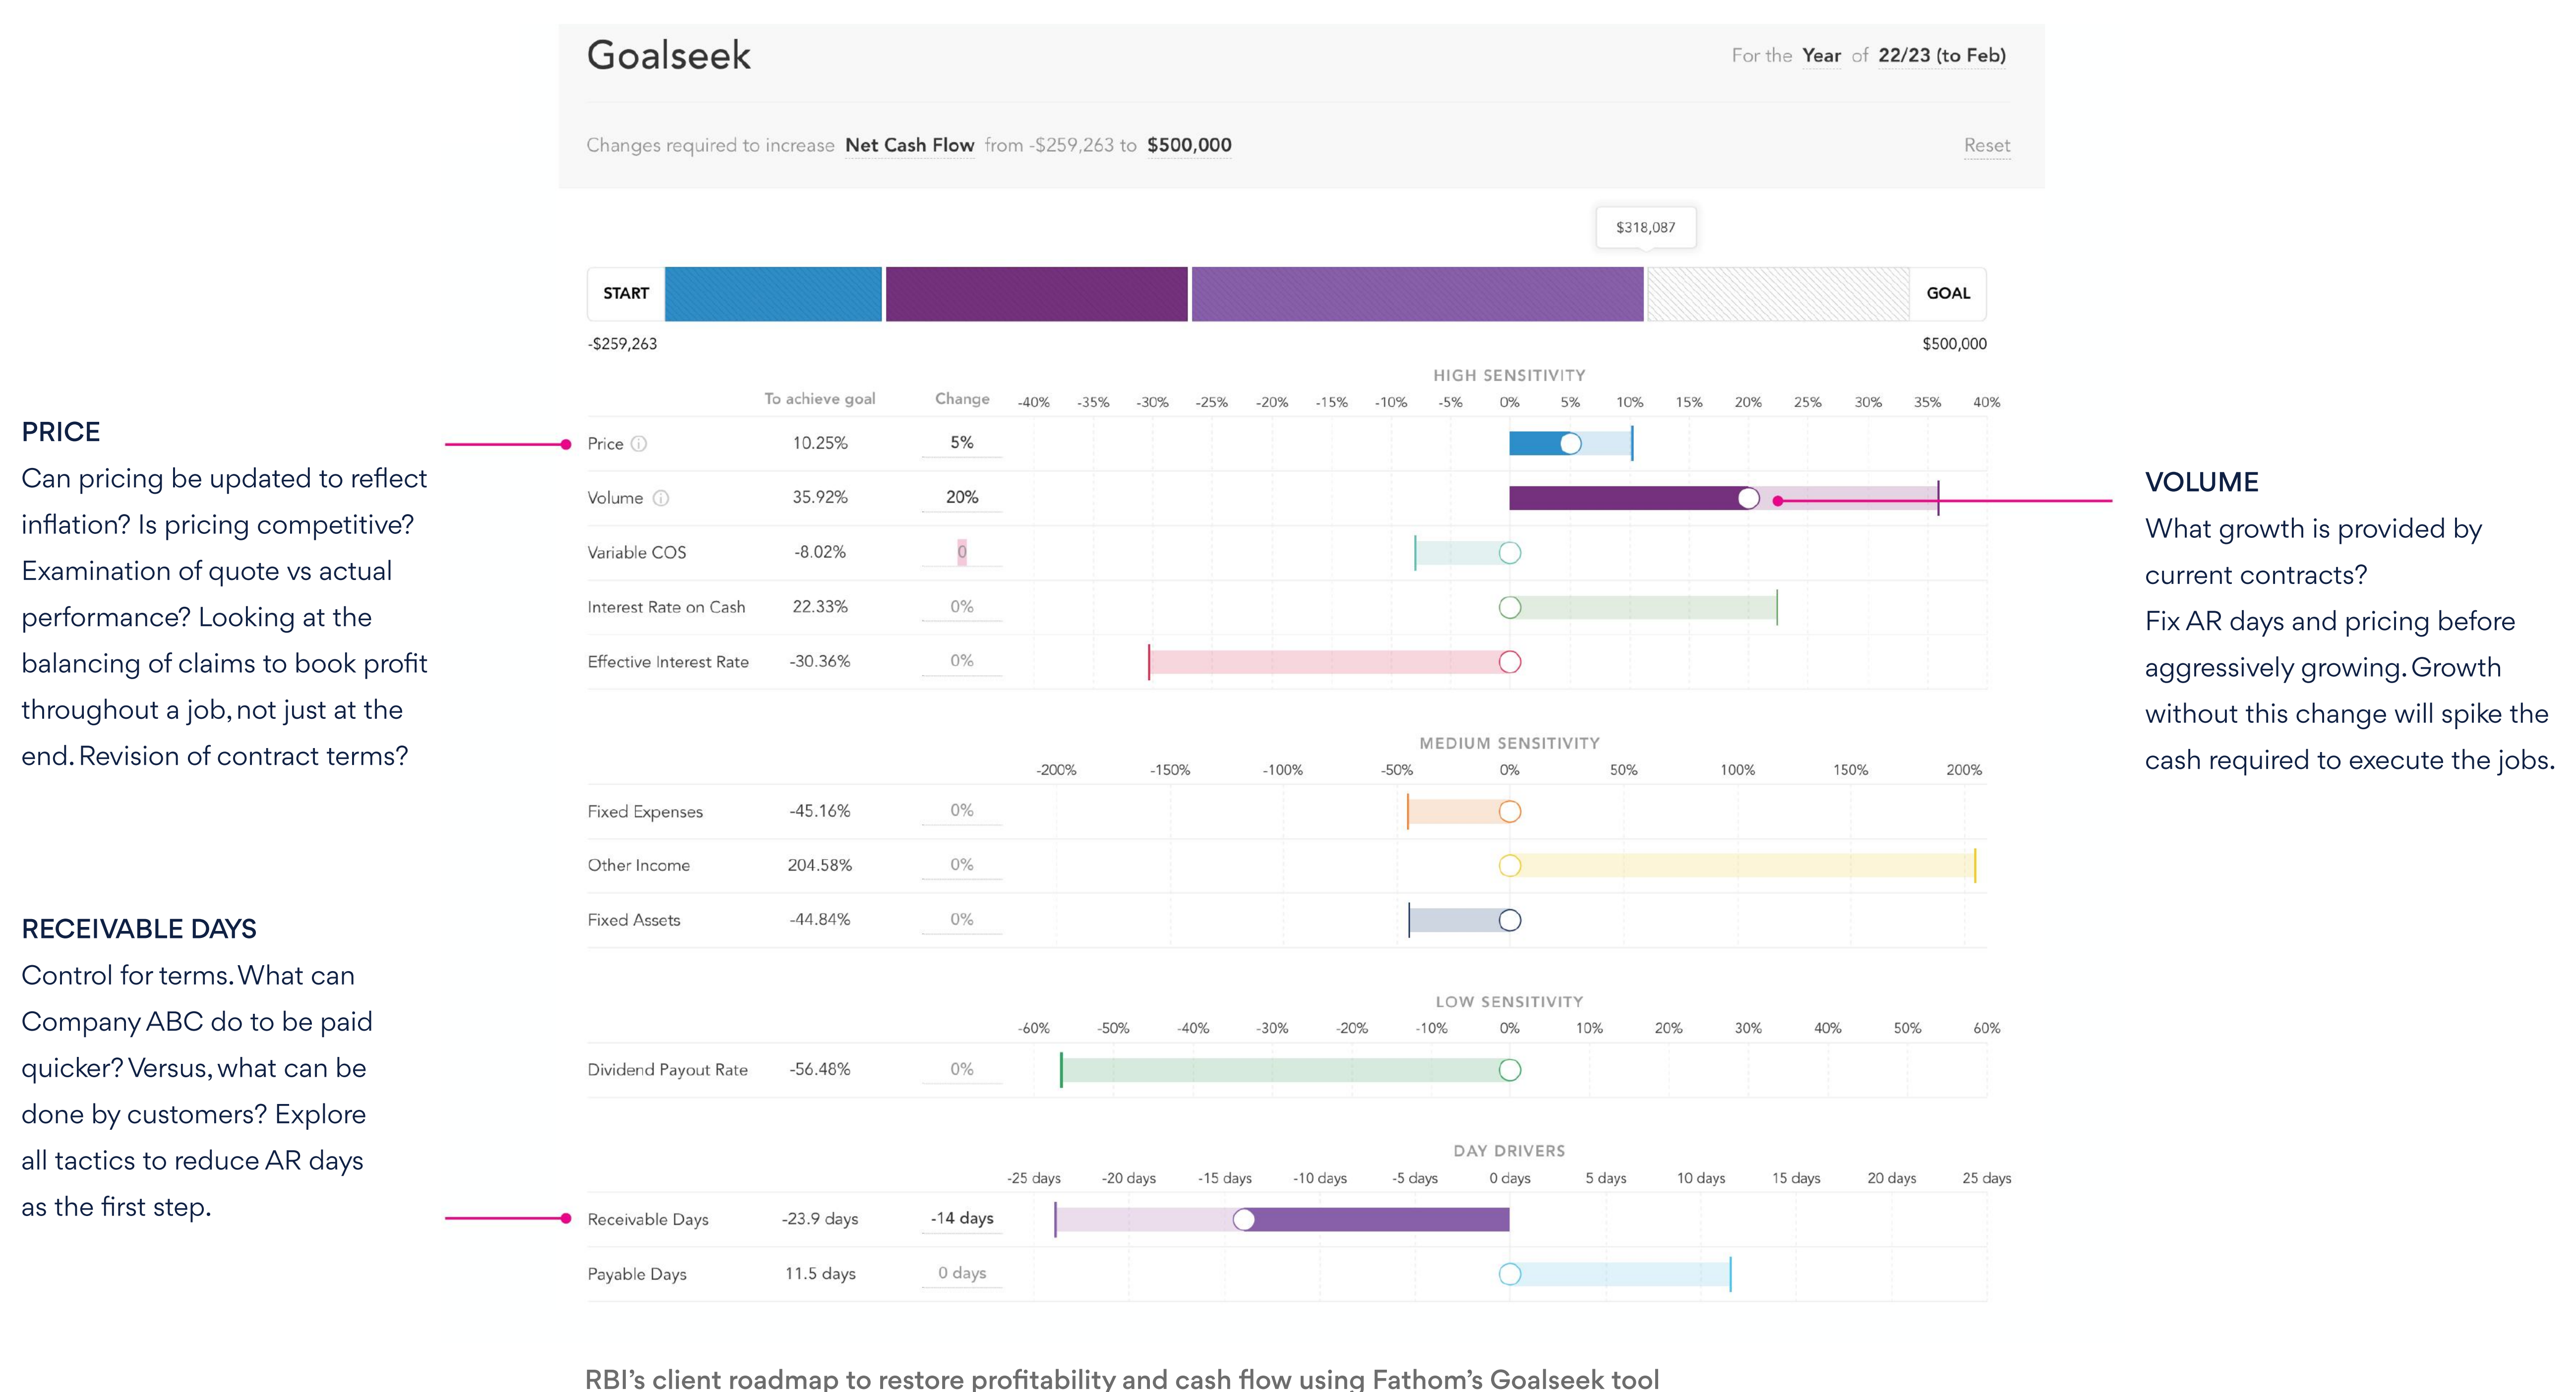 Goalseek
For the Year of 22/23 (to Feb)
Changes required to increase Net Cash Flow from -$259,263 to $500,000
Reset
$318,087
START
GOAL
-$259,263
$500,000
HIGH SENSITIVITY
To achieve goal Change -40% -35% -30% -25% -20% -15% -10% -5% 0% 5% 10% 15% 20% 25% 30% 35% 40%
Price 10.25% 5%
Volume 35.92% 20%
Variable COS -8.02% 0
Interest Rate on Cash 22.33% 0%
Effective Interest Rate -30.36% 0%
MEDIUM SENSITIVITY
-200% -150% -100% -50% 0% 50% 100% 150% 200%
Fixed Expenses -45.16% 0%
Other Income 204.58% 0%
Fixed Assets -44.84% 0%
LOW SENSITIVITY
-60% -50% -40% -30% -20% -10% 0% 10% 20% 30% 40% 50% 60%
Dividend Payout Rate -56.48% 0%
DAY DRIVERS
-25 days -20 days -15 days -10 days -5 days 0 days 5 days 10 days 15 days 20 days 25 days
Receivable Days -23.9 days -14 days
Payable Days 11.5 days 0 days
PRICE
Can pricing be updated to reflect
inflation? Is pricing competitive?
Examination of quote vs actual
performance? Looking at the
balancing of claims to book profit
throughout a job, not just at the
end. Revision of contract terms?
RECEIVABLE DAYS
Control for terms. What can
Company ABC do to be paid
quicker? Versus, what can be
done by customers? Explore
all tactics to reduce AR days
as the first step.
VOLUME
What growth is provided by
current contracts?
Fix AR days and pricing before
aggressively growing. Growth
without this change will spike the
cash required to execute the jobs.
RBI's client roadmap to restore profitability and cash flow using Fathom's Goalseek tool